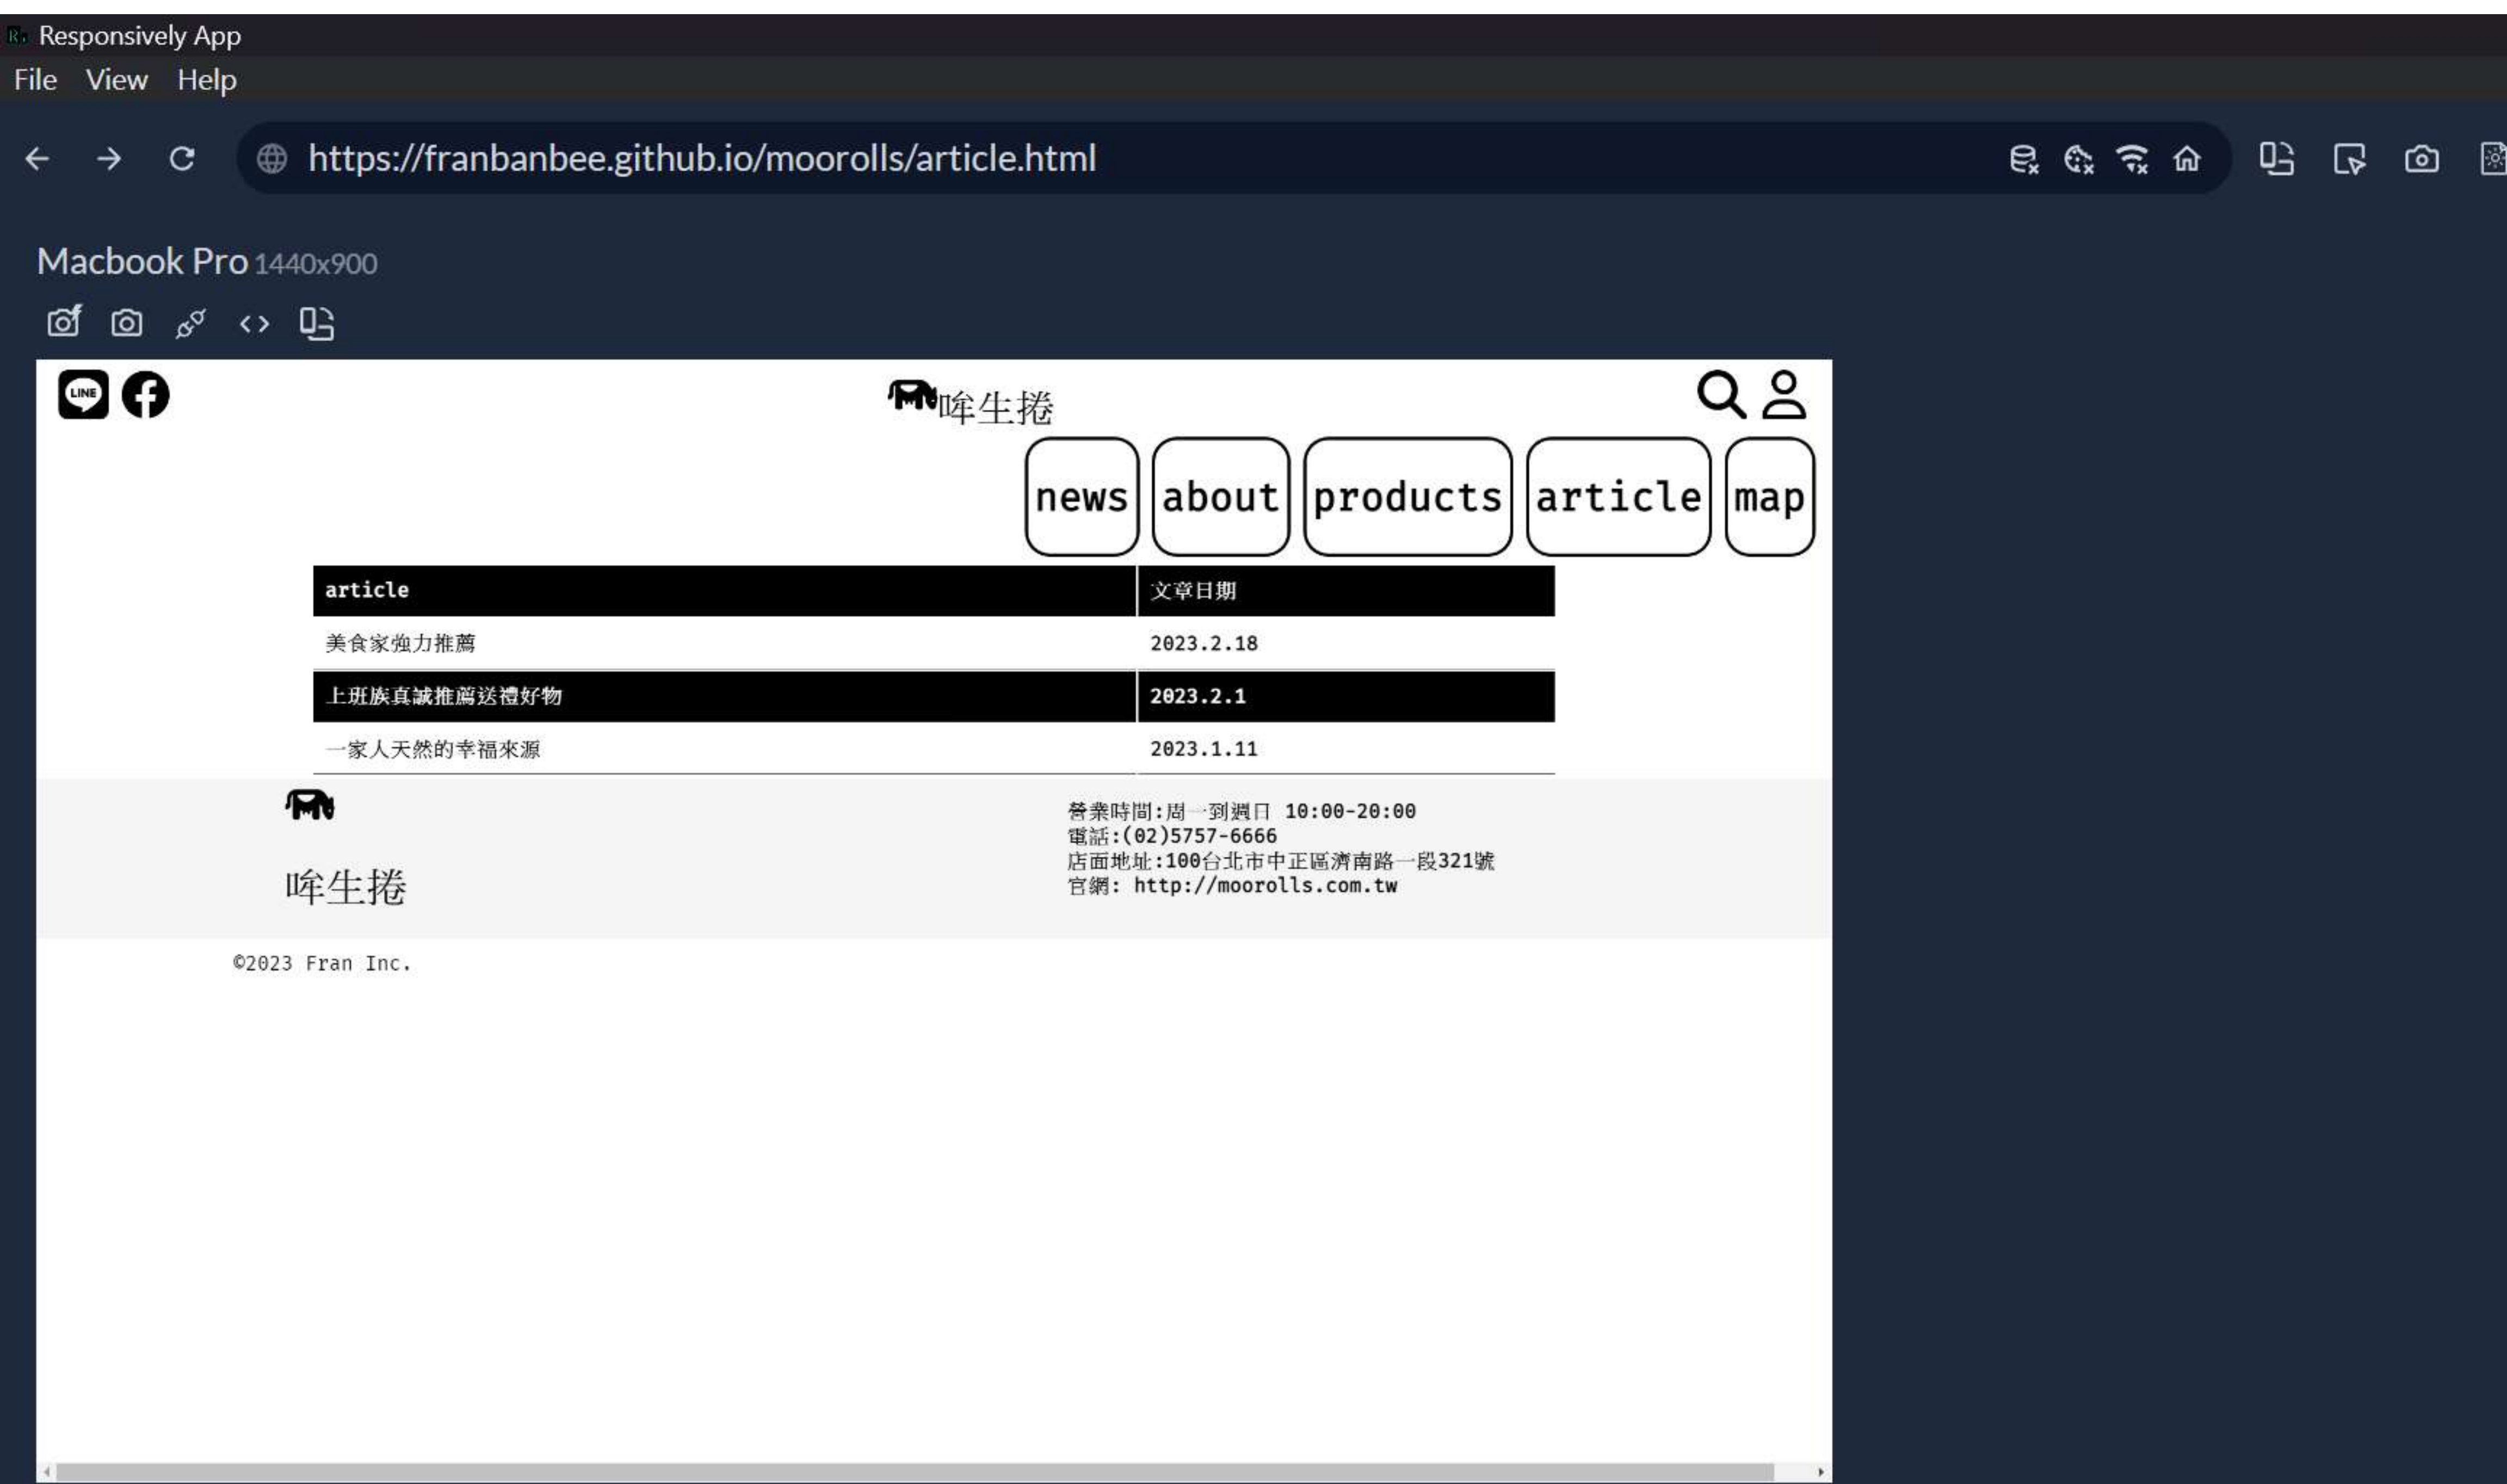 Responsively App
File View Help
https://franbanbee.github.io/moorolls/article.html
Macbook Pro 1440x900
LINE
哞生捲
news about products article map
article 文章日期
美食家強力推薦 2023.2.18
上班族真誠推薦送禮好物 2023.2.1
一家人天然的幸福來源 2023.1.11
營業時間:周一到週日 10:00-20:00
電話:(02)5757-6666
店面地址:100台北市中正區濟南路一段321號
官網: http://moorolls.com.tw
哞生捲
©2023 Fran Inc.